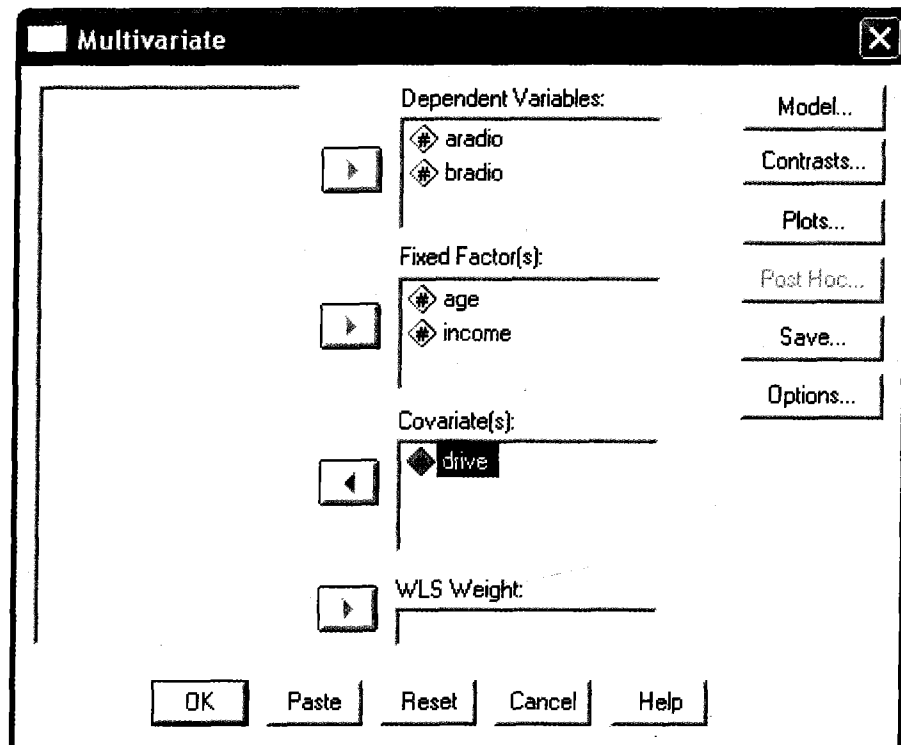 Multivariate
Dependent Variables:
aradio
bradio
Fixed Factor(s):
age
income
Covariate(s):
drive
WLS Weight:
Model...
Contrasts...
Plots...
Post Hoc...
Save...
Options...
OK Paste Reset Cancel Help